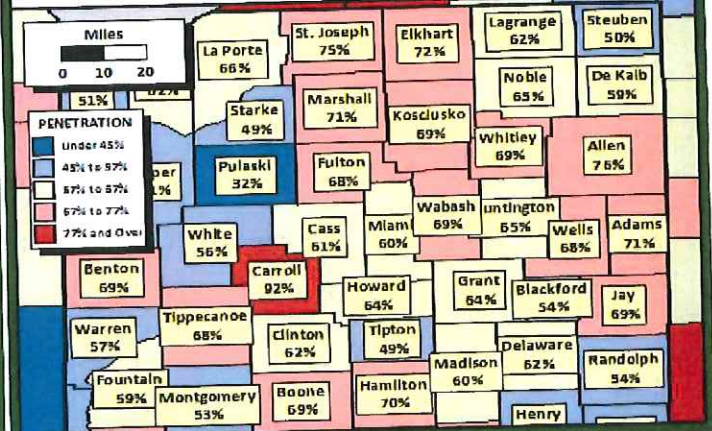 Miles
0 10 20
51%
PENETRATION
Under 45%
45% to 57%
57% to 67%
67% to 77%
77% and Over
La Porte
66%
St. Joseph
75%
Elkhart
72%
Lagrange
62%
Steuben
50%
Noble
65%
De Kalb
59%
Starke
49%
Marshall
71%
Kosciusko
69%
Whitley
69%
Allen
76%
Pulaski
32%
Fulton
68%
White
56%
Cass
61%
Miami
60%
Wabash
69%
untington
65%
Wells
68%
Adams
71%
Benton
69%
Carroll
92%
Howard
64%
Grant
64%
Blackford
54%
Jay
69%
Warren
57%
Tippecanoe
68%
Clinton
62%
Tipton
49%
Madison
60%
Delaware
62%
Randolph
54%
Fountain
59%
Montgomery
53%
Boone
69%
Hamilton
70%
Henry